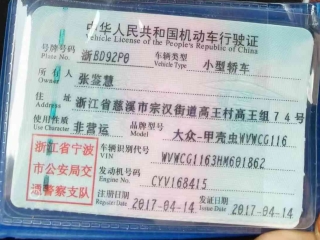 中华人民共和国机动车行驶证
Vehicle License of the People's Republic of China
号牌号码 浙BD92P0 车辆类型 小型轿车
Plate No. Vehicle Type
所有人 张监慧
Owner
住址 浙江省慈溪市宗汉街道高王村高王组74号
Address
使用性质 非营运 品牌型号 大众-甲壳虫WVWCG116
Use Character Model
浙江省宁波市公安局交通警察支队
车辆识别代号 WVWCG1163HM601862
VIN
发动机号码 CYV168415
Engine No.
注册日期 2017-04-14 发证日期 2017-04-14
Register Date Issue Date